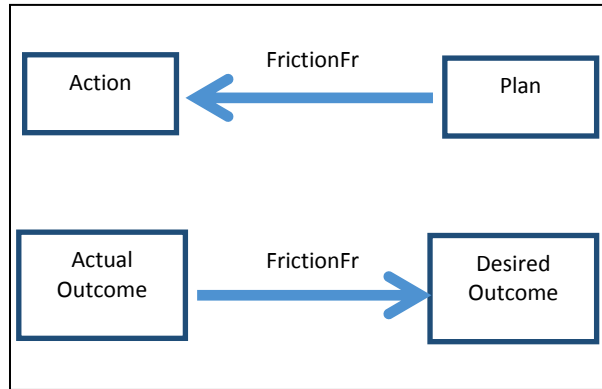 FrictionFr
Action
Plan
Actual
Outcome
FrictionFr
Desired
Outcome